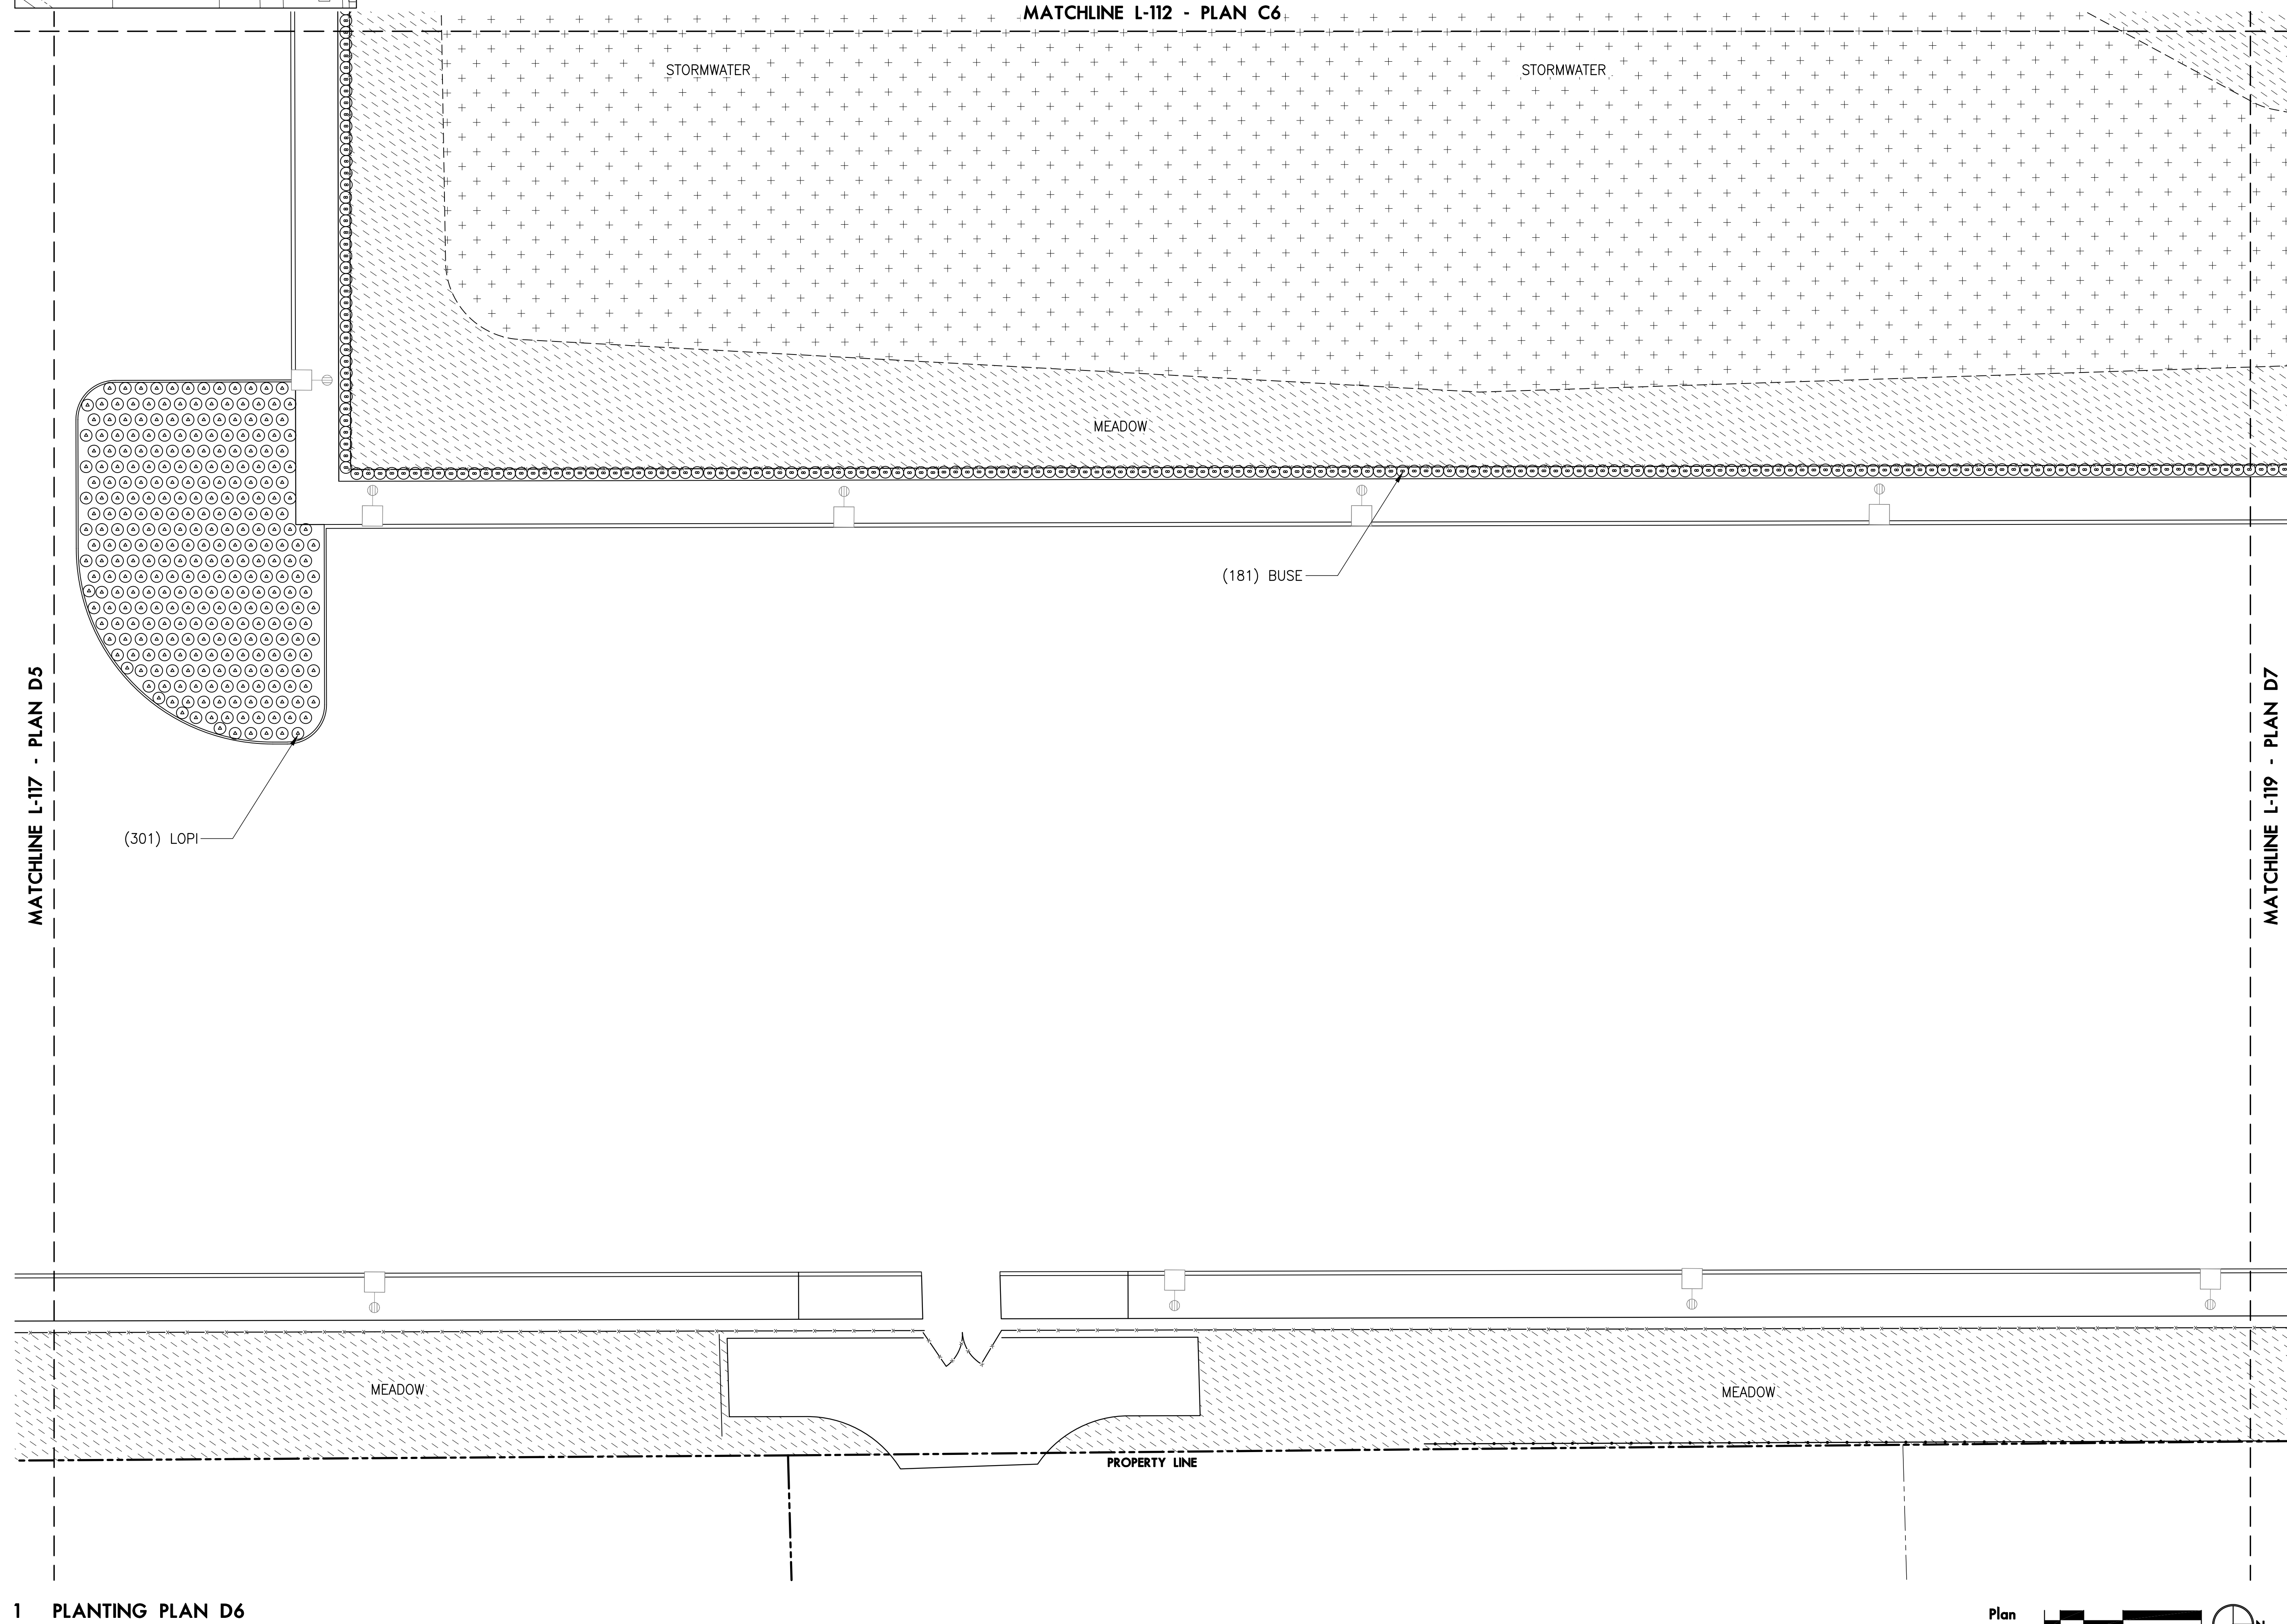 MATCHLINE L-112 - PLAN C6
STORMWATER
STORMWATER
MEADOW
(181) BUSE
MATCHLINE L-117 - PLAN D5
MATCHLINE L-119 - PLAN D7
(301) LOPI
MEADOW
MEADOW
PROPERTY LINE
1 PLANTING PLAN D6
Plan
N